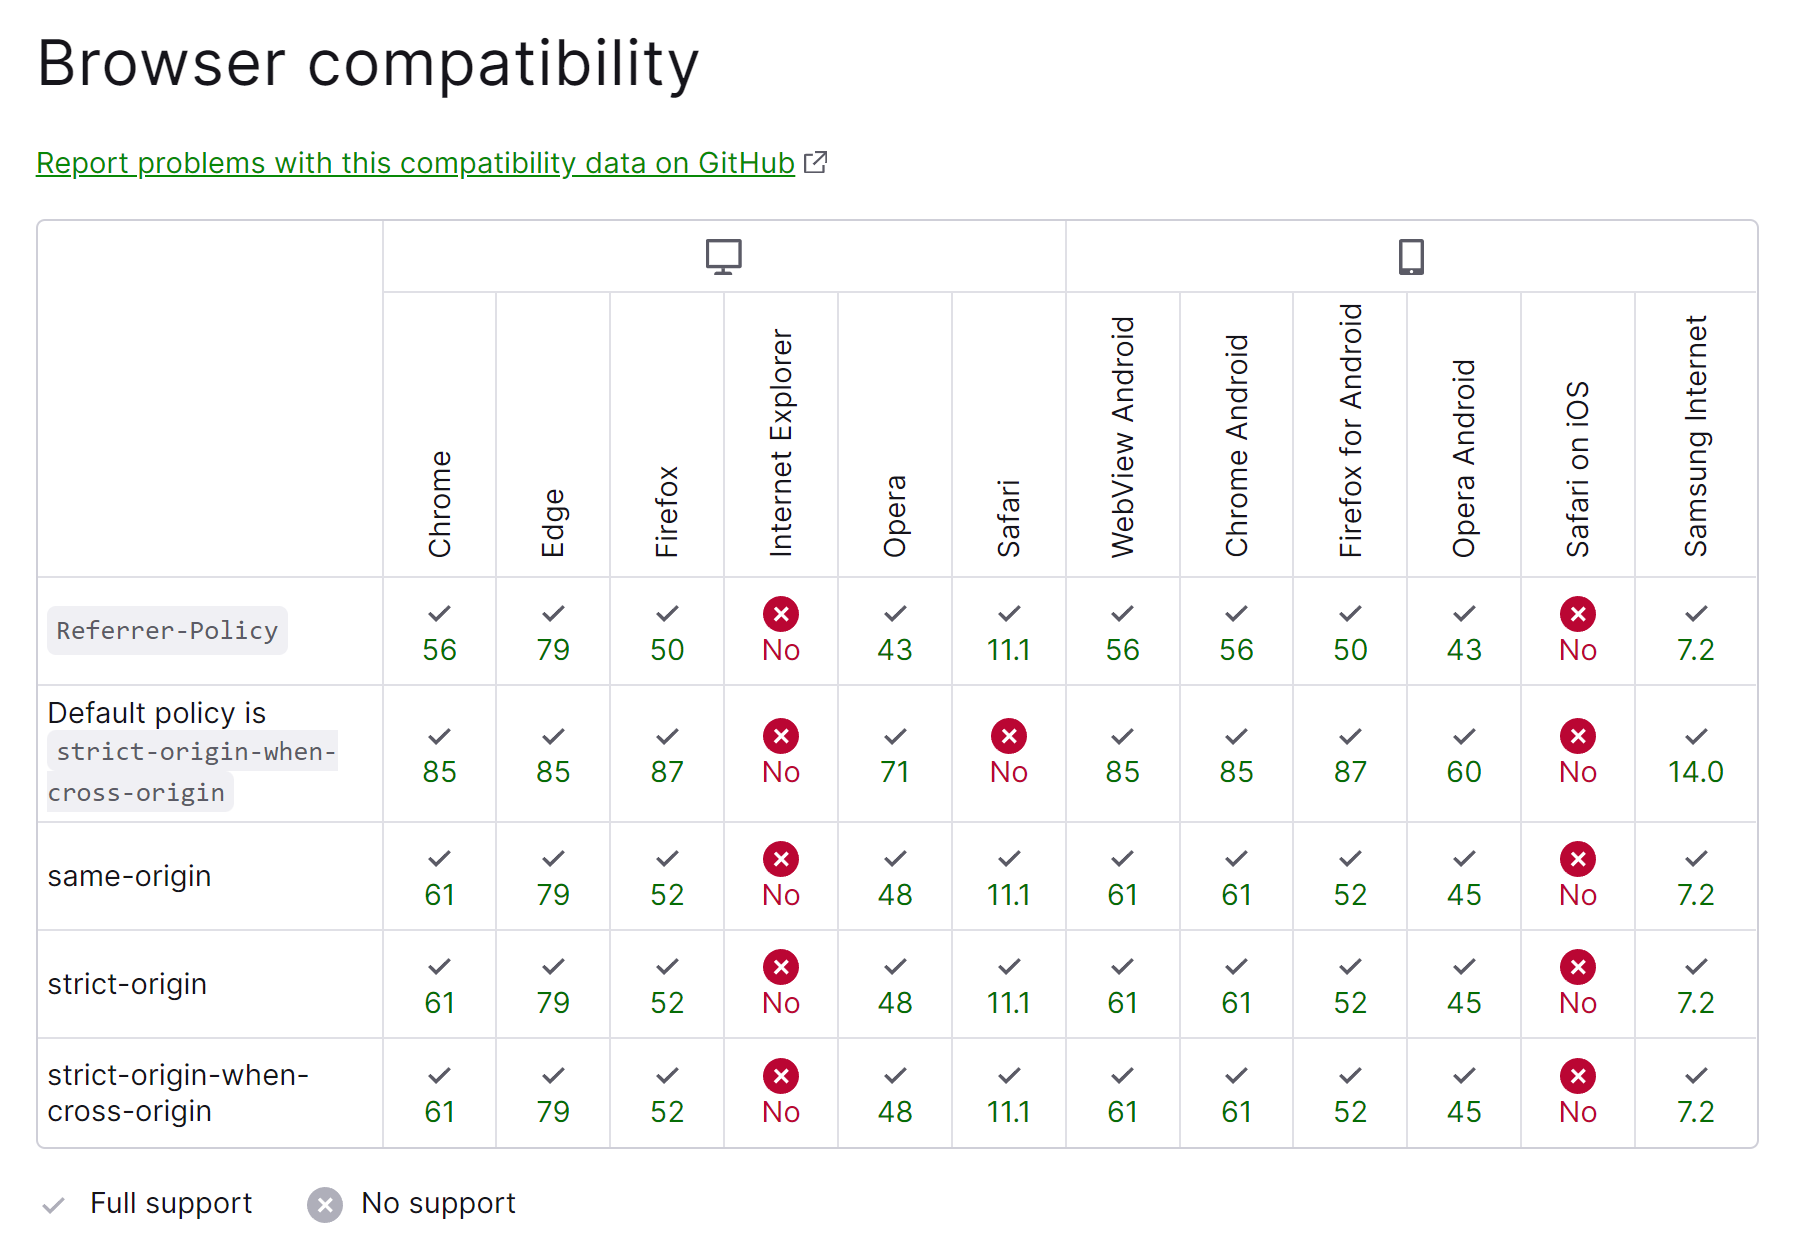 Browser compatibility
Report problems with this compatibility data on GitHub
Chrome Edge Firefox Internet Explorer Opera Safari WebView Android Chrome Android Firefox for Android Opera Android Safari on iOS Samsung Internet
Referrer-Policy 56 79 50 No 43 11.1 56 56 50 43 No 7.2
Default policy is
strict-origin-when-
cross-origin 85 85 87 No 71 No 85 85 87 60 No 14.0
same-origin 61 79 52 No 48 11.1 61 61 52 45 No 7.2
strict-origin 61 79 52 No 48 11.1 61 61 52 45 No 7.2
strict-origin-when-
cross-origin 61 79 52 No 48 11.1 61 61 52 45 No 7.2
Full support No support